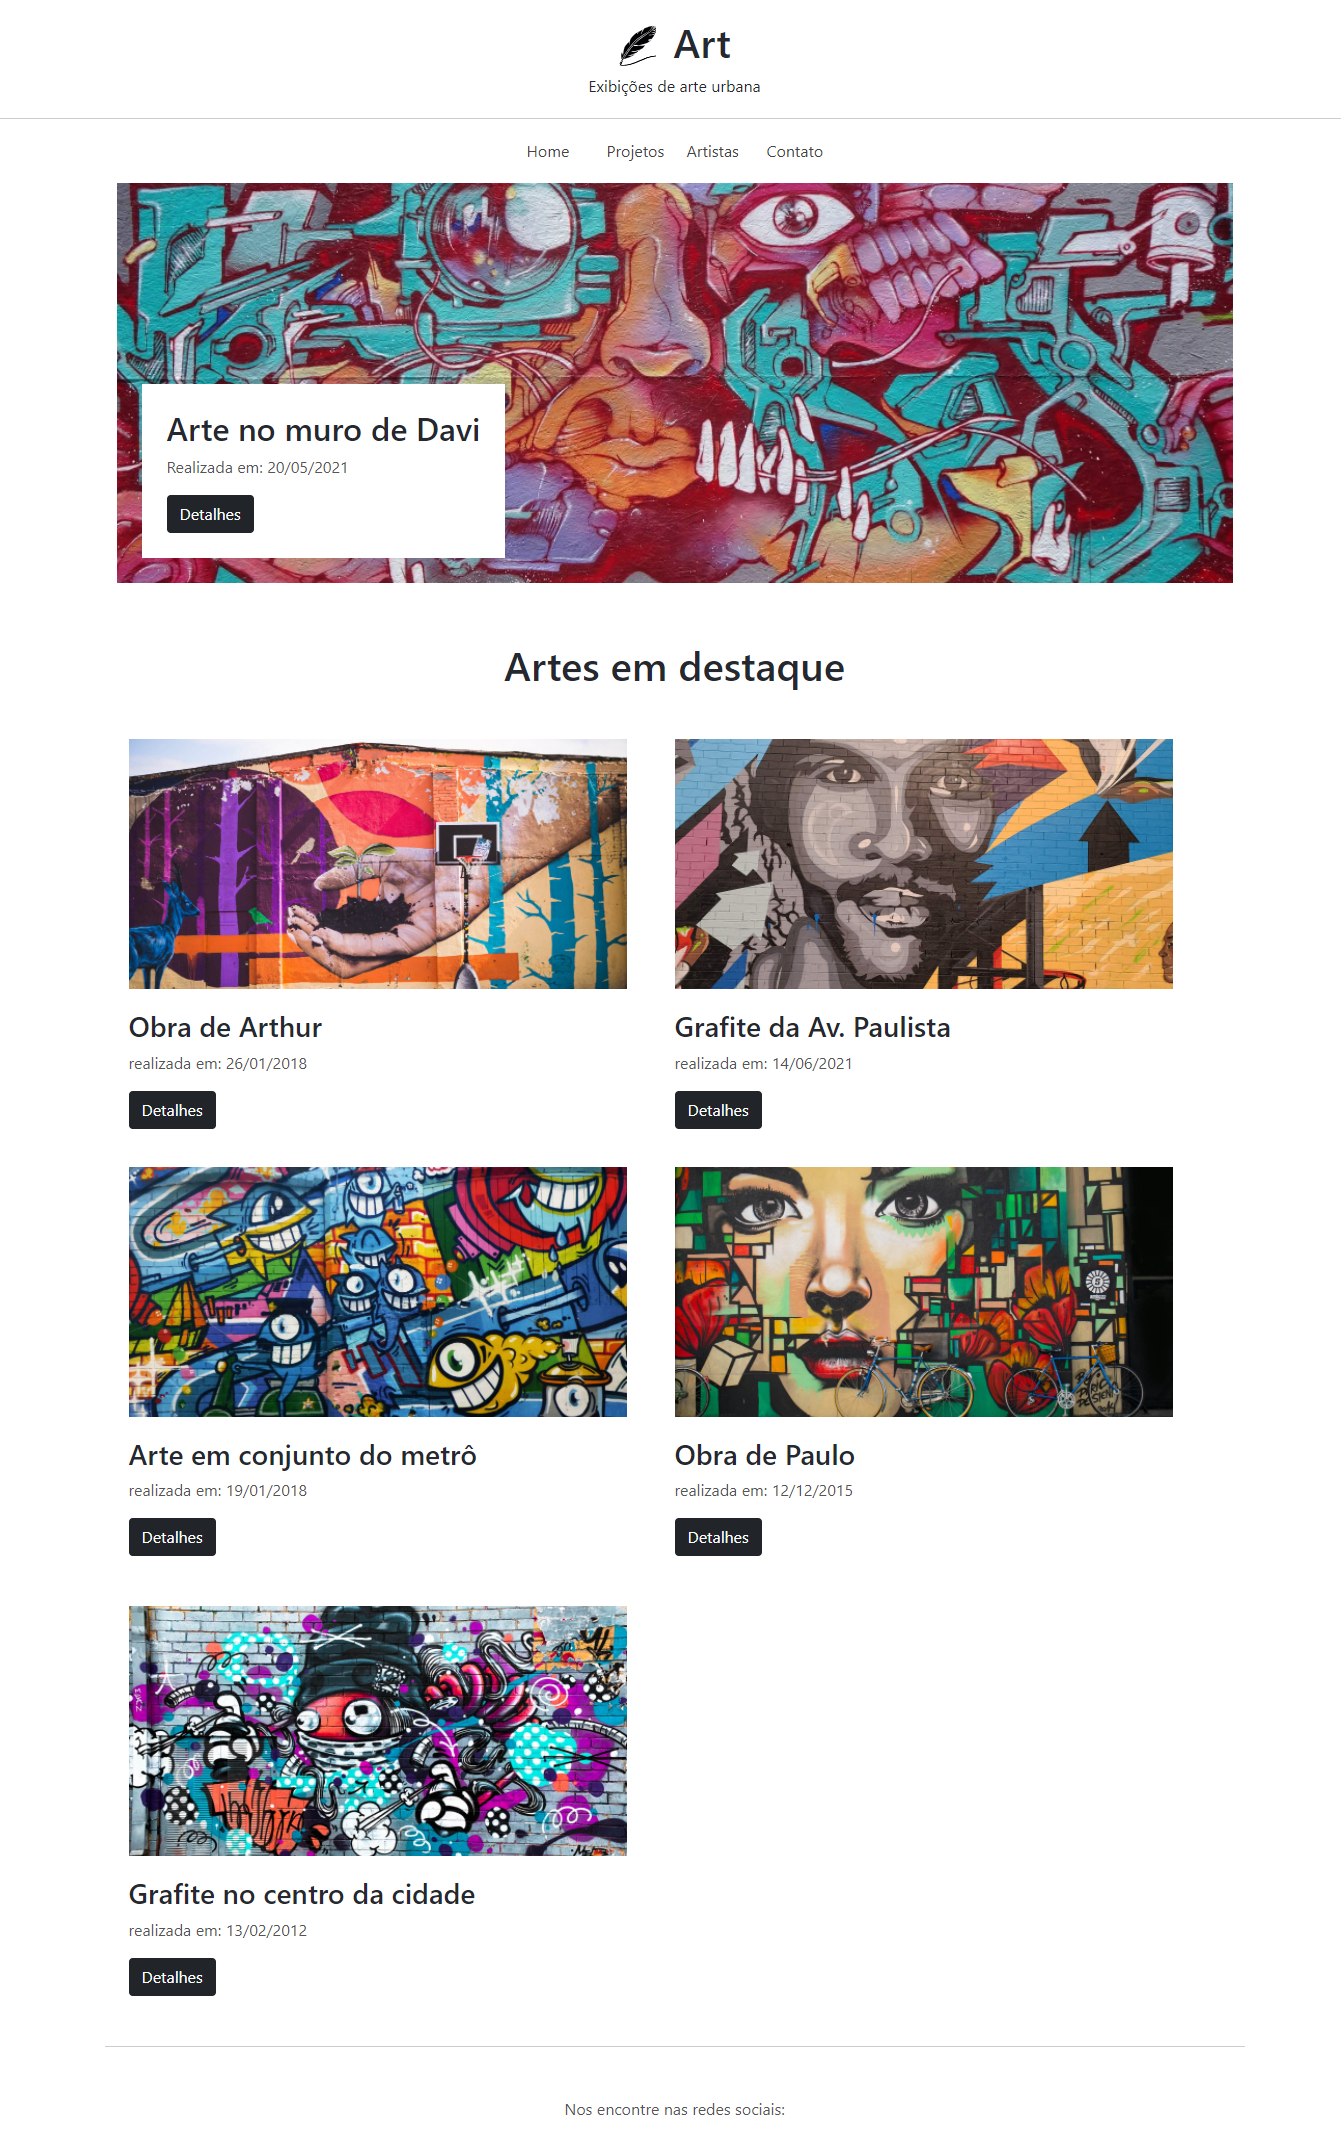 Art
Exibições de arte urbana
Home Projetos Artistas Contato
Arte no muro de Davi
Realizada em: 20/05/2021
Detalhes
Artes em destaque
Obra de Arthur
realizada em: 26/01/2018
Detalhes
Grafite da Av. Paulista
realizada em: 14/06/2021
Detalhes
Arte em conjunto do metrô
realizada em: 19/01/2018
Detalhes
Obra de Paulo
realizada em: 12/12/2015
Detalhes
Grafite no centro da cidade
realizada em: 13/02/2012
Detalhes
Nos encontre nas redes sociais: